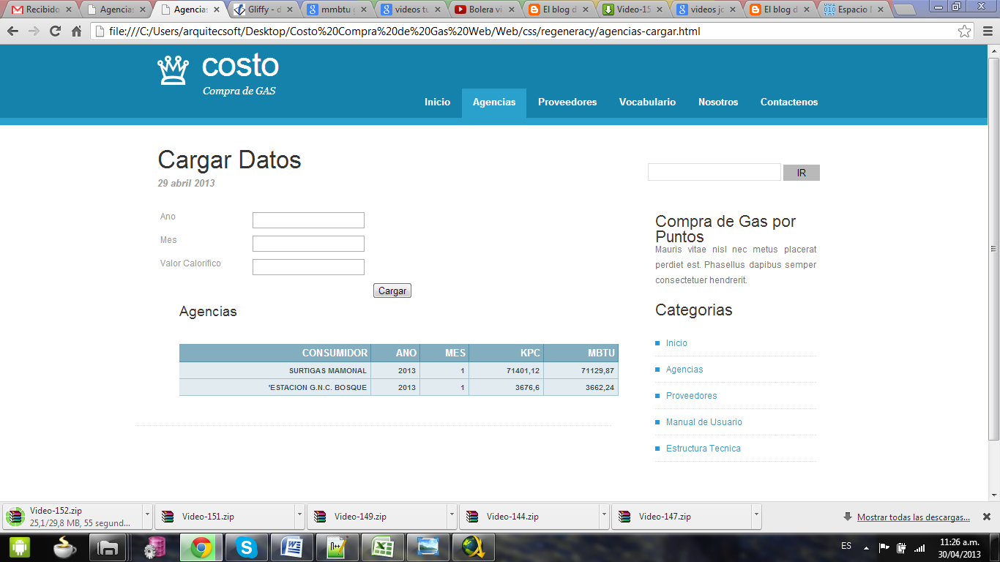 Recibido
Agencias
Agencias
Gliffy - d
mmbtu g
videos tu
Bolera vi
El blog d
Video-15
videos jo
El blog d
Espacio
file:///C:/Users/arquitecsoft/Desktop/Costo%20Compra%20de%20Gas%20Web/Web/css/regeneracy/agencias-cargar.html
costo
Compra de GAS
Inicio Agencias Proveedores Vocabulario Nosotros Contactenos
Cargar Datos
29 abril 2013
IR
Ano
Mes
Valor Calorifico
Cargar
Agencias
CONSUMIDOR ANO MES KPC MBTU
SURTIGAS MAMONAL 2013 1 71401,12 71129,87
'ESTACION G.N.C. BOSQUE 2013 1 3676,6 3662,24
Compra de Gas por
Puntos
Mauris vitae nisl nec metus placerat
perdiet est. Phasellus dapibus semper
consectetuer hendrerit.
Categorias
Inicio
Agencias
Proveedores
Manual de Usuario
Estructura Tecnica
Video-152.zip
25,1/29,8 MB, 55 segund...
Video-151.zip
Video-149.zip
Video-144.zip
Video-147.zip
Mostrar todas las descargas...
ES
11:26 a.m.
30/04/2013